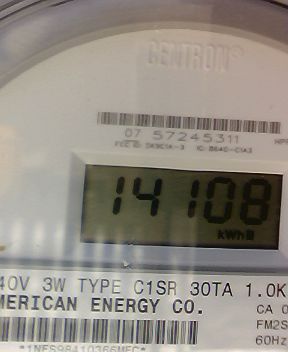 CENTRON®
07 57245311
14108
kWh
40V 3W TYPE C1SR 30TA 1.0K
MERICAN ENERGY CO.
CA 0
FM2S
60Hz